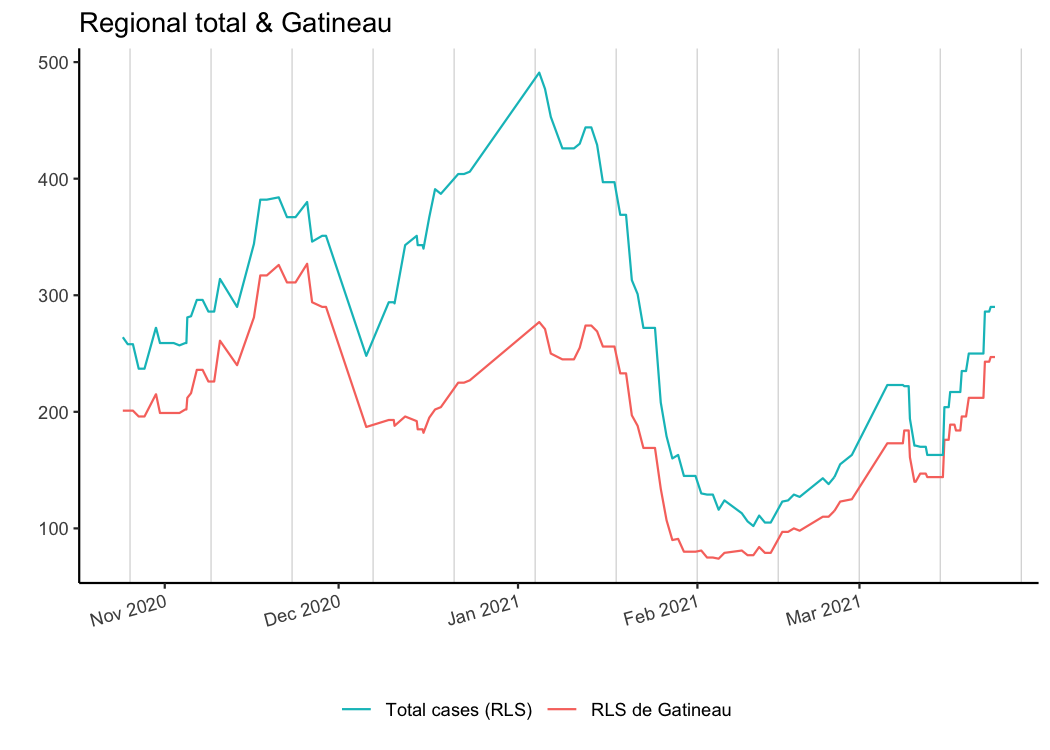 Regional total & Gatineau
500
400
300
200
100
Nov 2020
Dec 2020
Jan 2021
Feb 2021
Mar 2021
Total cases (RLS)
RLS de Gatineau